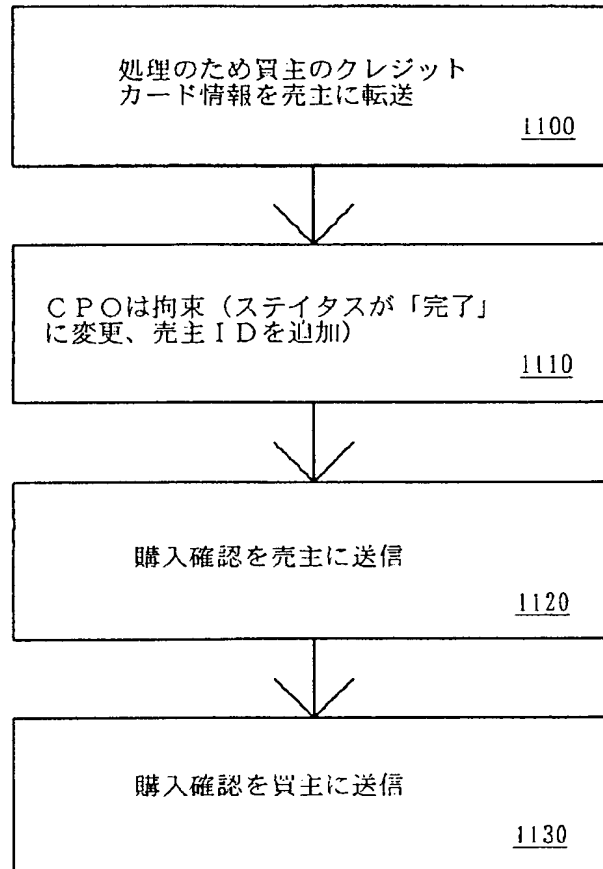 処理のため買主のクレジット
カード情報を売主に転送
1100
CPOは拘束（ステイタスが「完了」
に変更、売主IDを追加）
1110
購入確認を売主に送信
1120
購入確認を買主に送信
1130